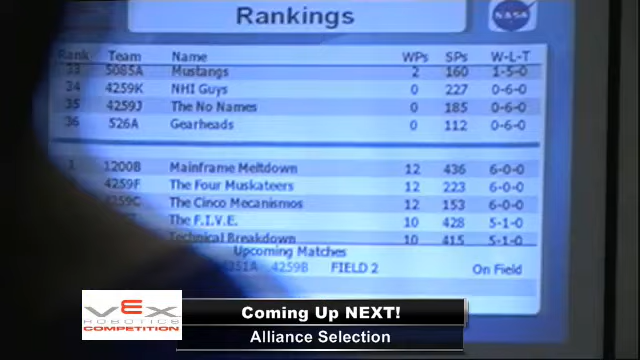 Rankings
NASA
Rank Team Name WPs SPs W-L-T
33 5085A Mustangs 2 160 1-5-0
34 4259K NHI Guys 0 227 0-6-0
35 4259J The No Names 0 185 0-6-0
36 526A Gearheads 0 112 0-6-0
1 1200B Mainframe Meltdown 12 436 6-0-0
4259F The Four Muskateers 12 223 6-0-0
4259C The Cinco Mecanismos 12 153 6-0-0
The F.I.V.E. 10 428 5-1-0
Technical Breakdown 10 415 5-1-0
Upcoming Matches
4259B FIELD 2 On Field
VEX
ROBOTICS
COMPETITION
Coming Up NEXT!
Alliance Selection